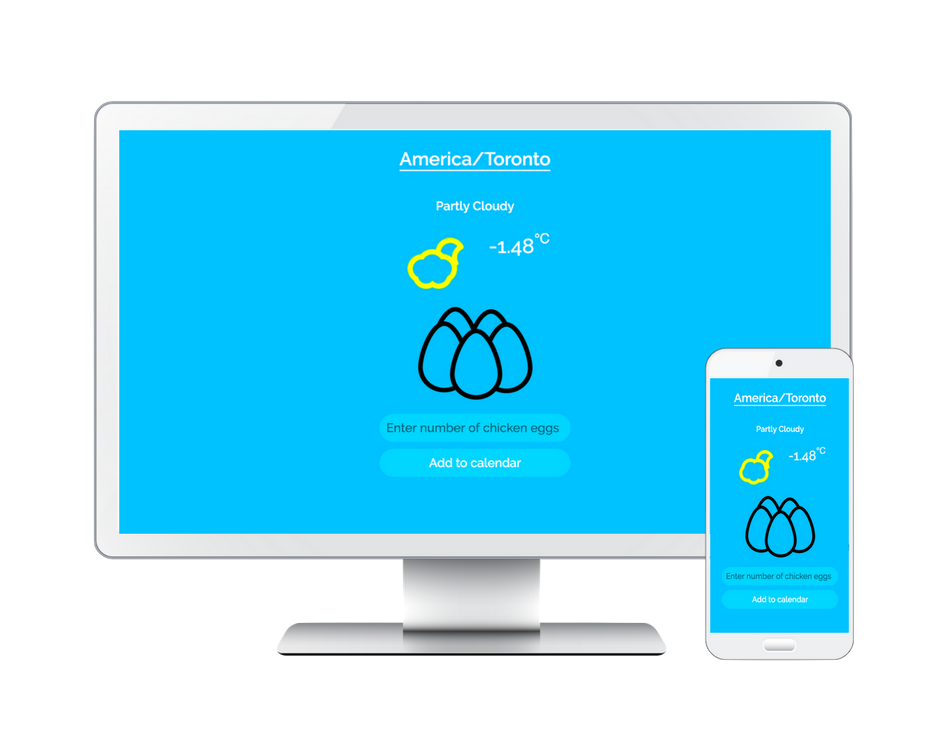 America/Toronto
Partly Cloudy
-1.48°C
Enter number of chicken eggs
Add to calendar
America/Toronto
Partly Cloudy
-1.48°C
Enter number of chicken eggs
Add to calendar